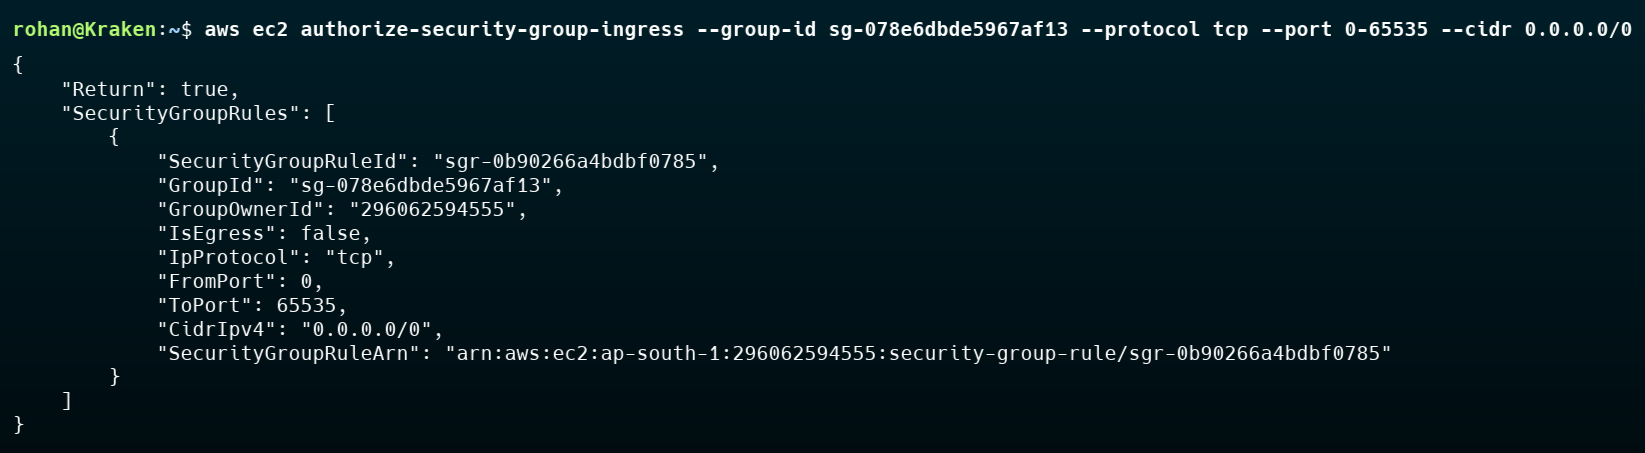 rohan@Kraken:~$ aws ec2 authorize-security-group-ingress --group-id sg-078e6dbde5967af13 --protocol tcp --port 0-65535 --cidr 0.0.0.0/0
{
    "Return": true,
    "SecurityGroupRules": [
        {
            "SecurityGroupRuleId": "sgr-0b90266a4bdbf0785",
            "GroupId": "sg-078e6dbde5967af13",
            "GroupOwnerId": "296062594555",
            "IsEgress": false,
            "IpProtocol": "tcp",
            "FromPort": 0,
            "ToPort": 65535,
            "CidrIpv4": "0.0.0.0/0",
            "SecurityGroupRuleArn": "arn:aws:ec2:ap-south-1:296062594555:security-group-rule/sgr-0b90266a4bdbf0785"
        }
    ]
}